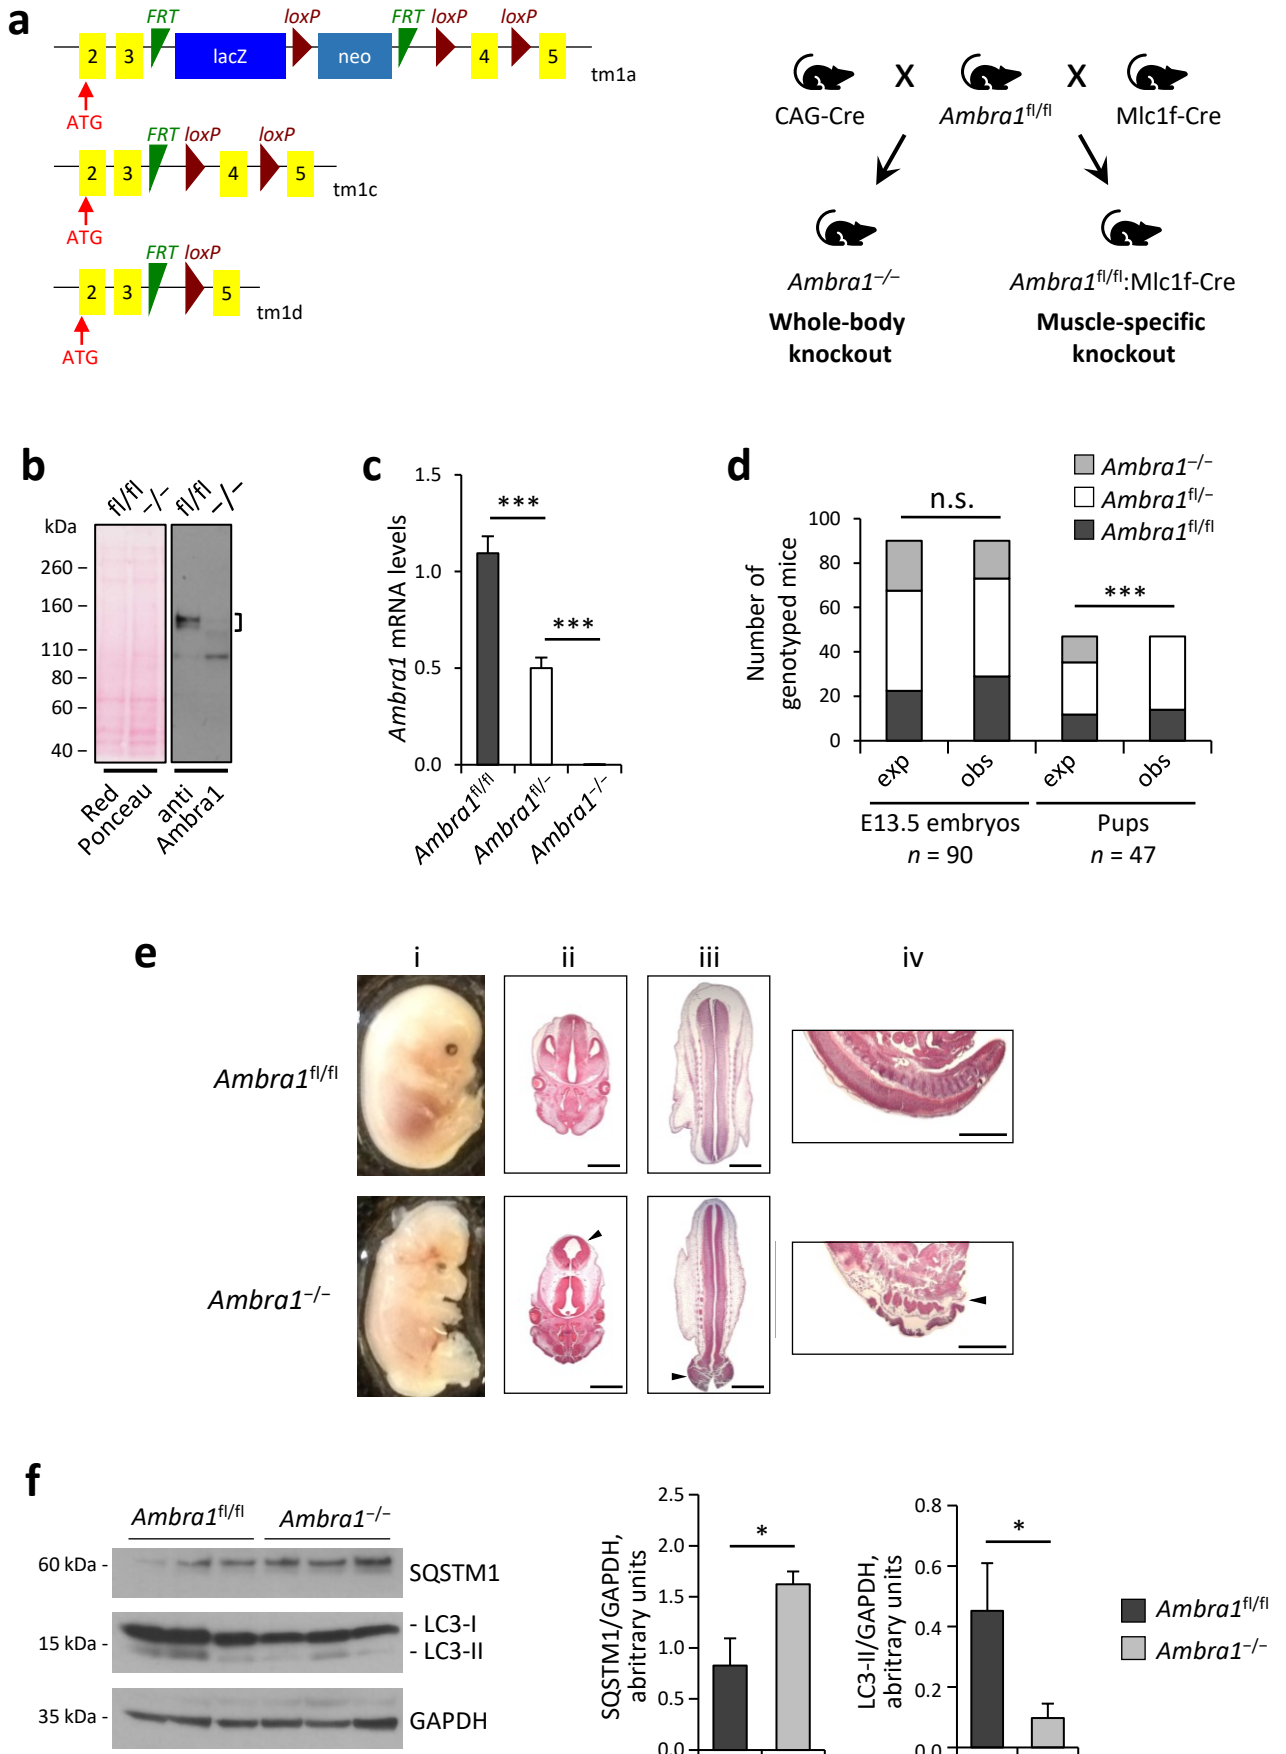 a
FRT loxP FRT loxP loxP
2 3 lacZ neo 4 5
tm1a
ATG
FRT loxP loxP
2 3 4 5
tm1c
ATG
FRT loxP
2 3 5
tm1d
ATG
X X
CAG-Cre Ambra1fl/fl Mlc1f-Cre
Ambra1–/– Ambra1fl/fl:Mlc1f-Cre
Whole-body Muscle-specific
knockout knockout
b
fl/fl –/– fl/fl –/–
kDa
260 –
160 –
110 –
80 –
60 –
40 –
Red Ponceau
anti Ambra1
c
Ambra1 mRNA levels
1.5
1.0
0.5
0.0
***
***
Ambra1fl/fl
Ambra1fl/-
Ambra1–/–
d
Ambra1–/–
Ambra1fl/–
Ambra1fl/fl
Number of
genotyped mice
100
80
60
40
20
0
n.s.
***
exp obs exp obs
E13.5 embryos Pups
n = 90 n = 47
e
i ii iii iv
Ambra1fl/fl
Ambra1–/–
f
Ambra1fl/fl Ambra1–/–
60 kDa - SQSTM1
- LC3-I
15 kDa -
- LC3-II
35 kDa - GAPDH
SQSTM1/GAPDH,
abritrary units
2.5
2.0
1.5
1.0
0.5
0.0
*
LC3-II/GAPDH,
abritrary units
0.8
0.6
0.4
0.2
0.0
*
Ambra1fl/fl
Ambra1–/–